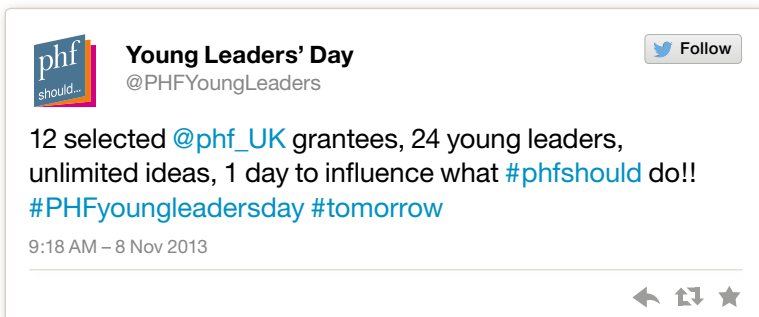 phf
should...
Young Leaders’ Day
@PHFYoungLeaders
Follow
12 selected @phf_UK grantees, 24 young leaders,
unlimited ideas, 1 day to influence what #phfshould do!!
#PHFyoungleadersday #tomorrow
9:18 AM – 8 Nov 2013